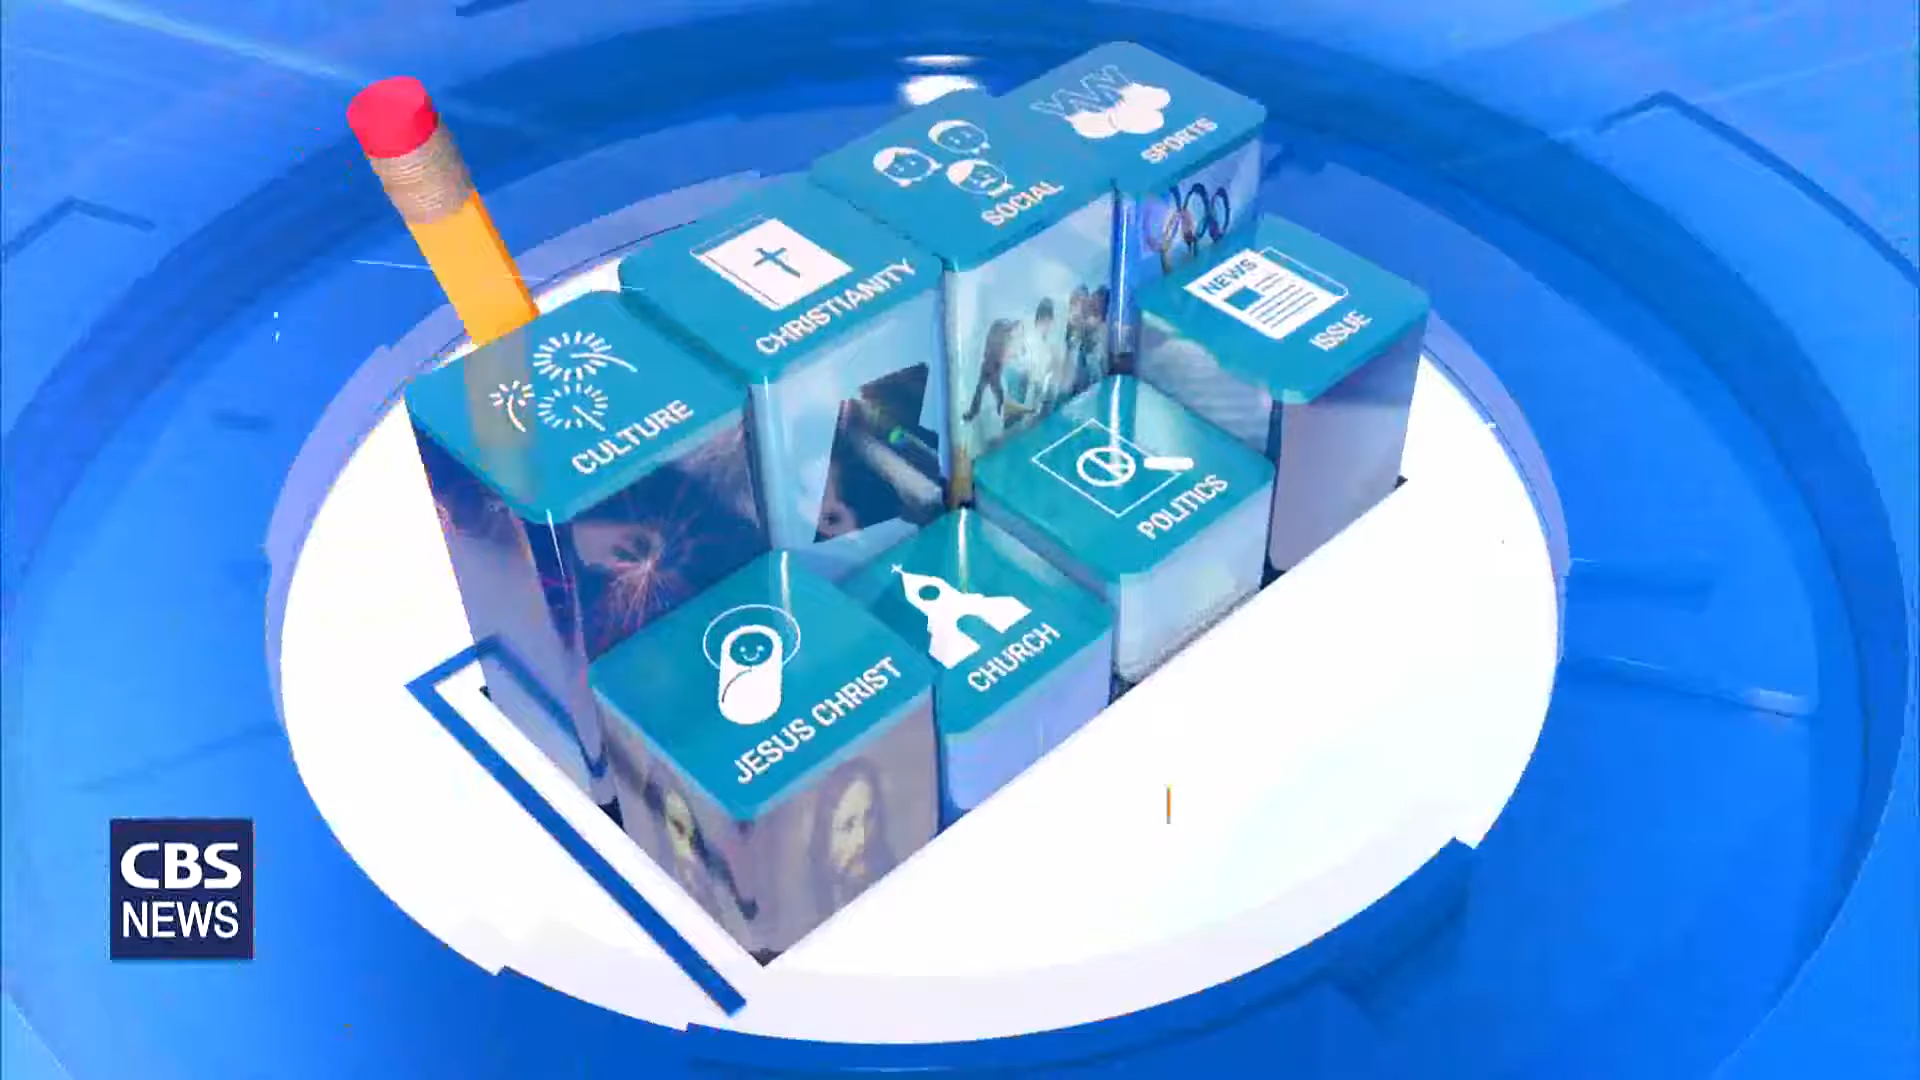 SPORTS
SOCIAL
CHRISTIANITY
NEWS
ISSUE
CULTURE
POLITICS
CHURCH
JESUS CHRIST
CBS
NEWS